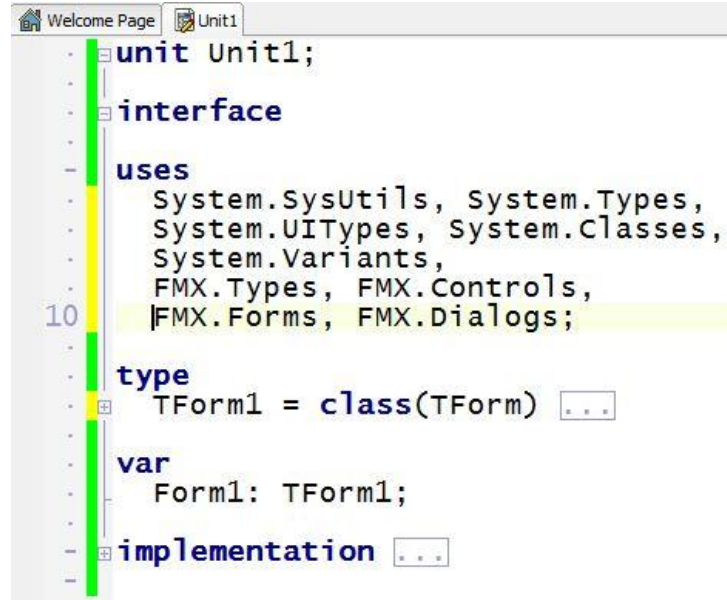 Welcome Page Unit1
unit Unit1;
interface
uses
System.SysUtils, System.Types,
System.UITypes, System.Classes,
System.Variants,
FMX.Types, FMX.Controls,
10 FMX.Forms, FMX.Dialogs;
type
TForm1 = class(TForm) ...
var
Form1: TForm1;
implementation ...